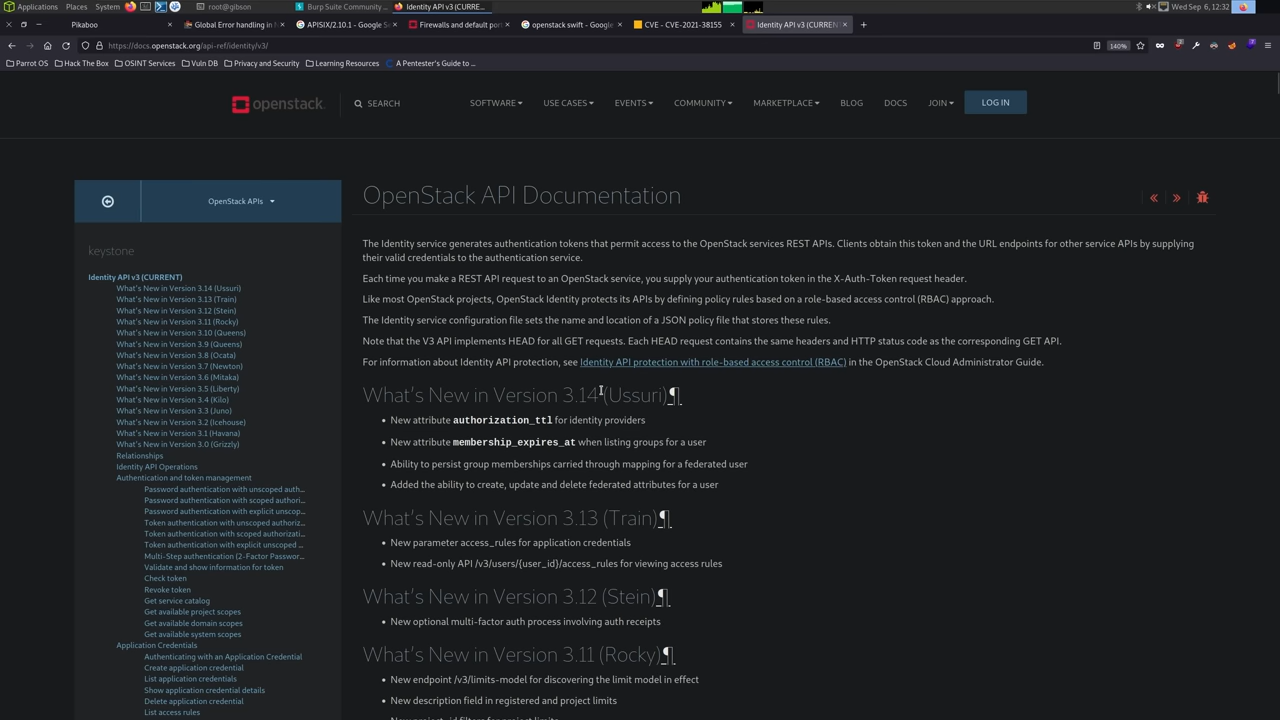 Applications Places System root@gibson Burp Suite Community ... Identity API v3 (CURRE... Wed Sep 6, 12:32
Pikaboo Global Error handling in N APISIX/2.10.1 - Google Se Firewalls and default por openstack swift - Google CVE - CVE-2021-38155 Identity API v3 (CURREN
https://docs.openstack.org/api-ref/identity/v3/ 140%
Parrot OS Hack The Box OSINT Services Vuln DB Privacy and Security Learning Resources A Pentester's Guide to ...
openstack. SEARCH SOFTWARE USE CASES EVENTS COMMUNITY MARKETPLACE BLOG DOCS JOIN LOG IN
OpenStack APIs
keystone
Identity API v3 (CURRENT)
What's New in Version 3.14 (Ussuri)
What's New in Version 3.13 (Train)
What's New in Version 3.12 (Stein)
What's New in Version 3.11 (Rocky)
What's New in Version 3.10 (Queens)
What's New in Version 3.9 (Queens)
What's New in Version 3.8 (Ocata)
What's New in Version 3.7 (Newton)
What's New in Version 3.6 (Mitaka)
What's New in Version 3.5 (Liberty)
What's New in Version 3.4 (Kilo)
What's New in Version 3.3 (Juno)
What's New in Version 3.2 (Icehouse)
What's New in Version 3.1 (Havana)
What's New in Version 3.0 (Grizzly)
Relationships
Identity API Operations
Authentication and token management
Password authentication with unscoped auth...
Password authentication with scoped authori...
Password authentication with explicit unscop...
Token authentication with unscoped authoriz...
Token authentication with scoped authorizati...
Token authentication with explicit unscoped ...
Multi-Step authentication (2-Factor Passwor...
Validate and show information for token
Check token
Revoke token
Get service catalog
Get available project scopes
Get available domain scopes
Get available system scopes
Application Credentials
Authenticating with an Application Credential
Create application credential
List application credentials
Show application credential details
Delete application credential
List access rules
OpenStack API Documentation
The Identity service generates authentication tokens that permit access to the OpenStack services REST APIs. Clients obtain this token and the URL endpoints for other service APIs by supplying
their valid credentials to the authentication service.
Each time you make a REST API request to an OpenStack service, you supply your authentication token in the X-Auth-Token request header.
Like most OpenStack projects, OpenStack Identity protects its APIs by defining policy rules based on a role-based access control (RBAC) approach.
The Identity service configuration file sets the name and location of a JSON policy file that stores these rules.
Note that the V3 API implements HEAD for all GET requests. Each HEAD request contains the same headers and HTTP status code as the corresponding GET API.
For information about Identity API protection, see Identity API protection with role-based access control (RBAC) in the OpenStack Cloud Administrator Guide.
What's New in Version 3.14 (Ussuri)¶
• New attribute authorization_ttl for identity providers
• New attribute membership_expires_at when listing groups for a user
• Ability to persist group memberships carried through mapping for a federated user
• Added the ability to create, update and delete federated attributes for a user
What's New in Version 3.13 (Train)¶
• New parameter access_rules for application credentials
• New read-only API /v3/users/{user_id}/access_rules for viewing access rules
What's New in Version 3.12 (Stein)¶
• New optional multi-factor auth process involving auth receipts
What's New in Version 3.11 (Rocky)¶
• New endpoint /v3/limits-model for discovering the limit model in effect
• New description field in registered and project limits